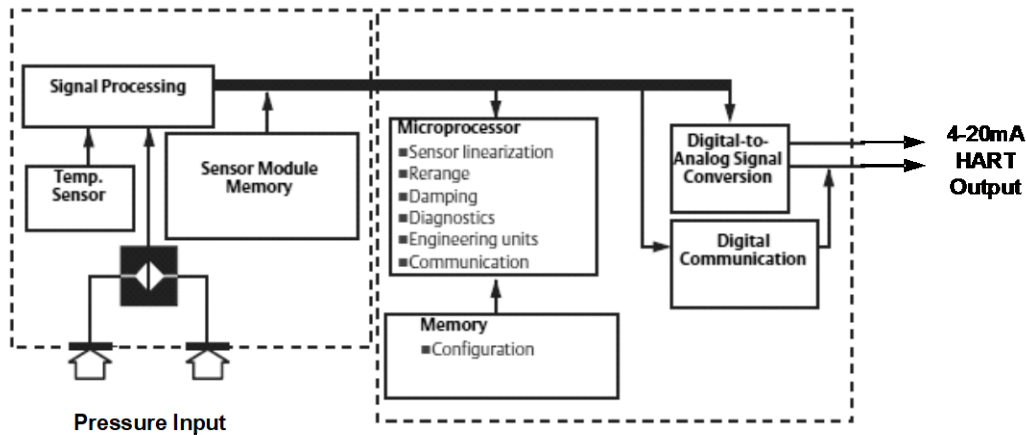 Signal Processing
Temp.
Sensor
Sensor Module
Memory
Pressure Input
Microprocessor
■Sensor linearization
■Rerange
■Damping
■Diagnostics
■Engineering units
■Communication
Memory
■Configuration
Digital-to-
Analog Signal
Conversion
Digital
Communication
4-20mA
HART
Output